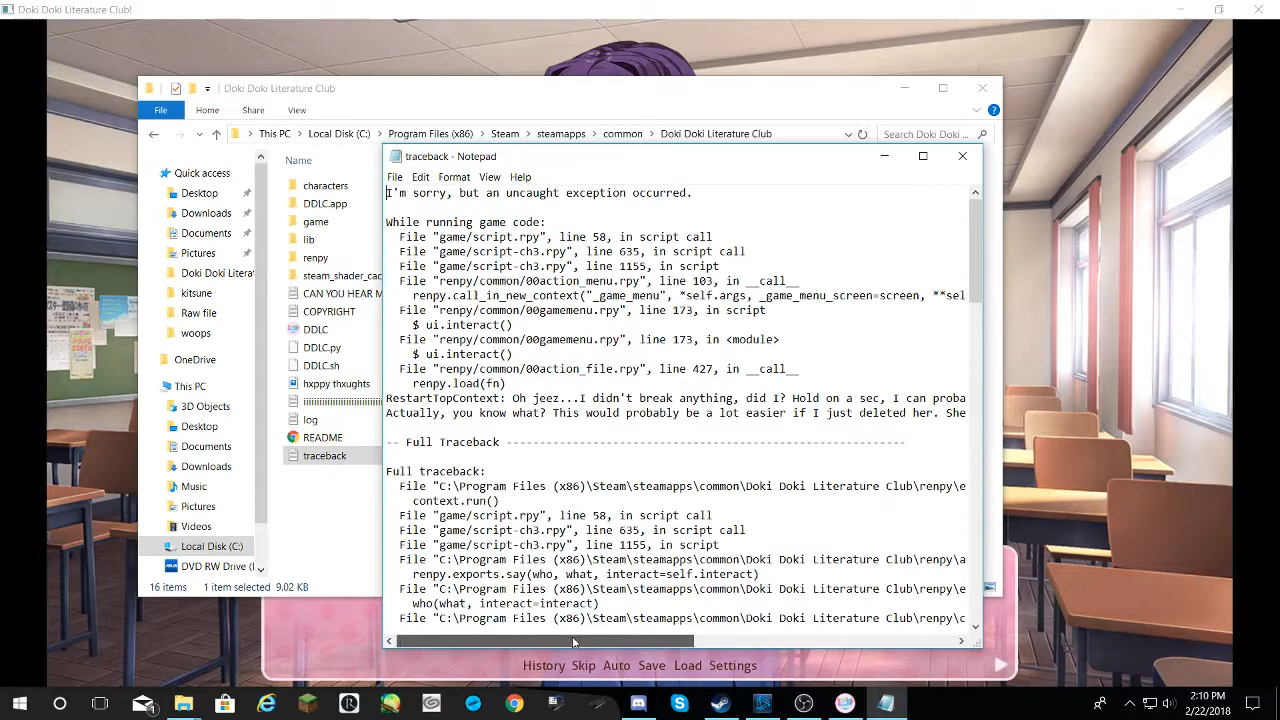 Doki Doki Literature Club!
Doki Doki Literature Club
File Home Share View
This PC Local Disk (C:) Program Files (x86) Steam steamapps common Doki Doki Literature Club Search Doki Doki ...
Quick access
Desktop
Downloads
Documents
Pictures
Doki Doki Literat
kitsune
Raw file
woops
OneDrive
This PC
3D Objects
Desktop
Documents
Downloads
Music
Pictures
Videos
Local Disk (C:)
DVD RW Drive (
Name
characters
DDLC.app
game
lib
renpy
steam_shader_cac
CAN YOU HEAR M
COPYRIGHT
DDLC
DDLC.py
DDLC.sh
hxppy thxughts
log
README
traceback
16 items 1 item selected 9.02 KB
traceback - Notepad
File Edit Format View Help
I'm sorry, but an uncaught exception occurred.
While running game code:
File "game/script.rpy", line 58, in script call
File "game/script-ch3.rpy", line 635, in script call
File "game/script-ch3.rpy", line 1155, in script
File "renpy/common/00action_menu.rpy", line 103, in __call__
renpy.call_in_new_context("_game_menu", *self.args, _game_menu_screen=screen, **sel
File "renpy/common/00gamemenu.rpy", line 173, in script
$ ui.interact()
File "renpy/common/00gamemenu.rpy", line 173, in <module>
$ ui.interact()
File "renpy/common/00action_file.rpy", line 427, in __call__
renpy.load(fn)
RestartTopContext: Oh jeez...I didn't break anything, did I? Hold on a sec, I can proba
Actually, you know what? This would probably be a lot easier if I just deleted her. She
-- Full Traceback ------------------------------------------------------------
Full traceback:
File "C:\Program Files (x86)\Steam\steamapps\common\Doki Doki Literature Club\renpy\e
context.run()
File "game/script.rpy", line 58, in script call
File "game/script-ch3.rpy", line 635, in script call
File "game/script-ch3.rpy", line 1155, in script
File "C:\Program Files (x86)\Steam\steamapps\common\Doki Doki Literature Club\renpy\a
renpy.exports.say(who, what, interact=self.interact)
File "C:\Program Files (x86)\Steam\steamapps\common\Doki Doki Literature Club\renpy\c
who(what, interact=interact)
File "C:\Program Files (x86)\Steam\steamapps\common\Doki Doki Literature Club\renpy\c
History Skip Auto Save Load Settings
2:10 PM
2/22/2018